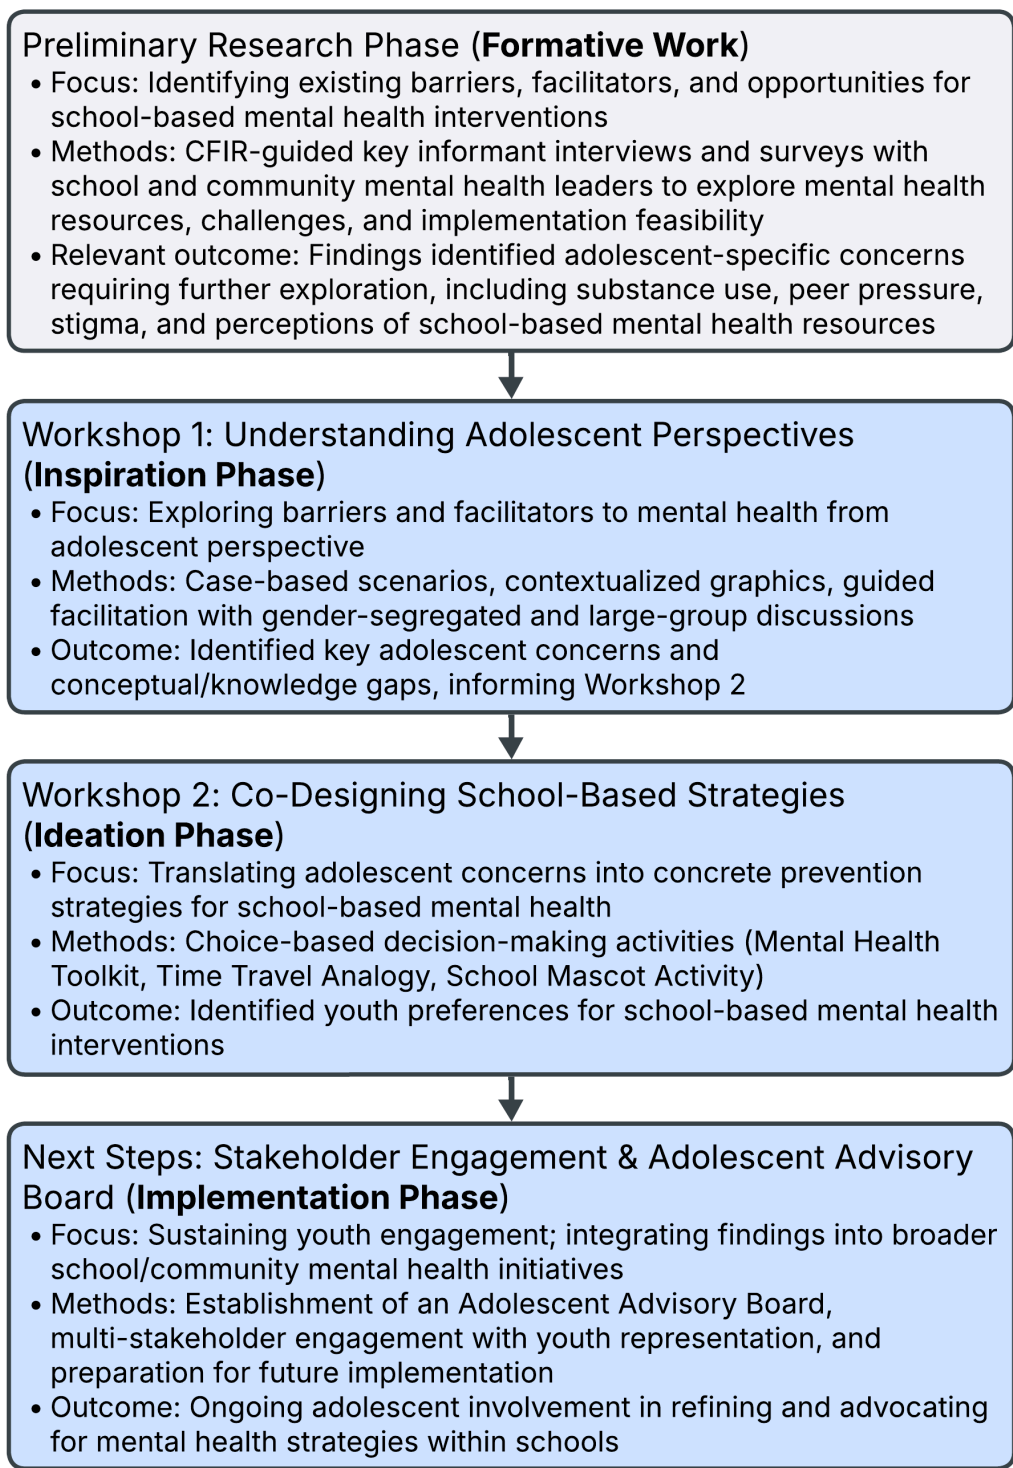 Preliminary Research Phase (Formative Work)
• Focus: Identifying existing barriers, facilitators, and opportunities for
school-based mental health interventions
• Methods: CFIR-guided key informant interviews and surveys with
school and community mental health leaders to explore mental health
resources, challenges, and implementation feasibility
• Relevant outcome: Findings identified adolescent-specific concerns
requiring further exploration, including substance use, peer pressure,
stigma, and perceptions of school-based mental health resources
Workshop 1: Understanding Adolescent Perspectives
(Inspiration Phase)
• Focus: Exploring barriers and facilitators to mental health from
adolescent perspective
• Methods: Case-based scenarios, contextualized graphics, guided
facilitation with gender-segregated and large-group discussions
• Outcome: Identified key adolescent concerns and
conceptual/knowledge gaps, informing Workshop 2
Workshop 2: Co-Designing School-Based Strategies
(Ideation Phase)
• Focus: Translating adolescent concerns into concrete prevention
strategies for school-based mental health
• Methods: Choice-based decision-making activities (Mental Health
Toolkit, Time Travel Analogy, School Mascot Activity)
• Outcome: Identified youth preferences for school-based mental health
interventions
Next Steps: Stakeholder Engagement & Adolescent Advisory
Board (Implementation Phase)
• Focus: Sustaining youth engagement; integrating findings into broader
school/community mental health initiatives
• Methods: Establishment of an Adolescent Advisory Board,
multi-stakeholder engagement with youth representation, and
preparation for future implementation
• Outcome: Ongoing adolescent involvement in refining and advocating
for mental health strategies within schools